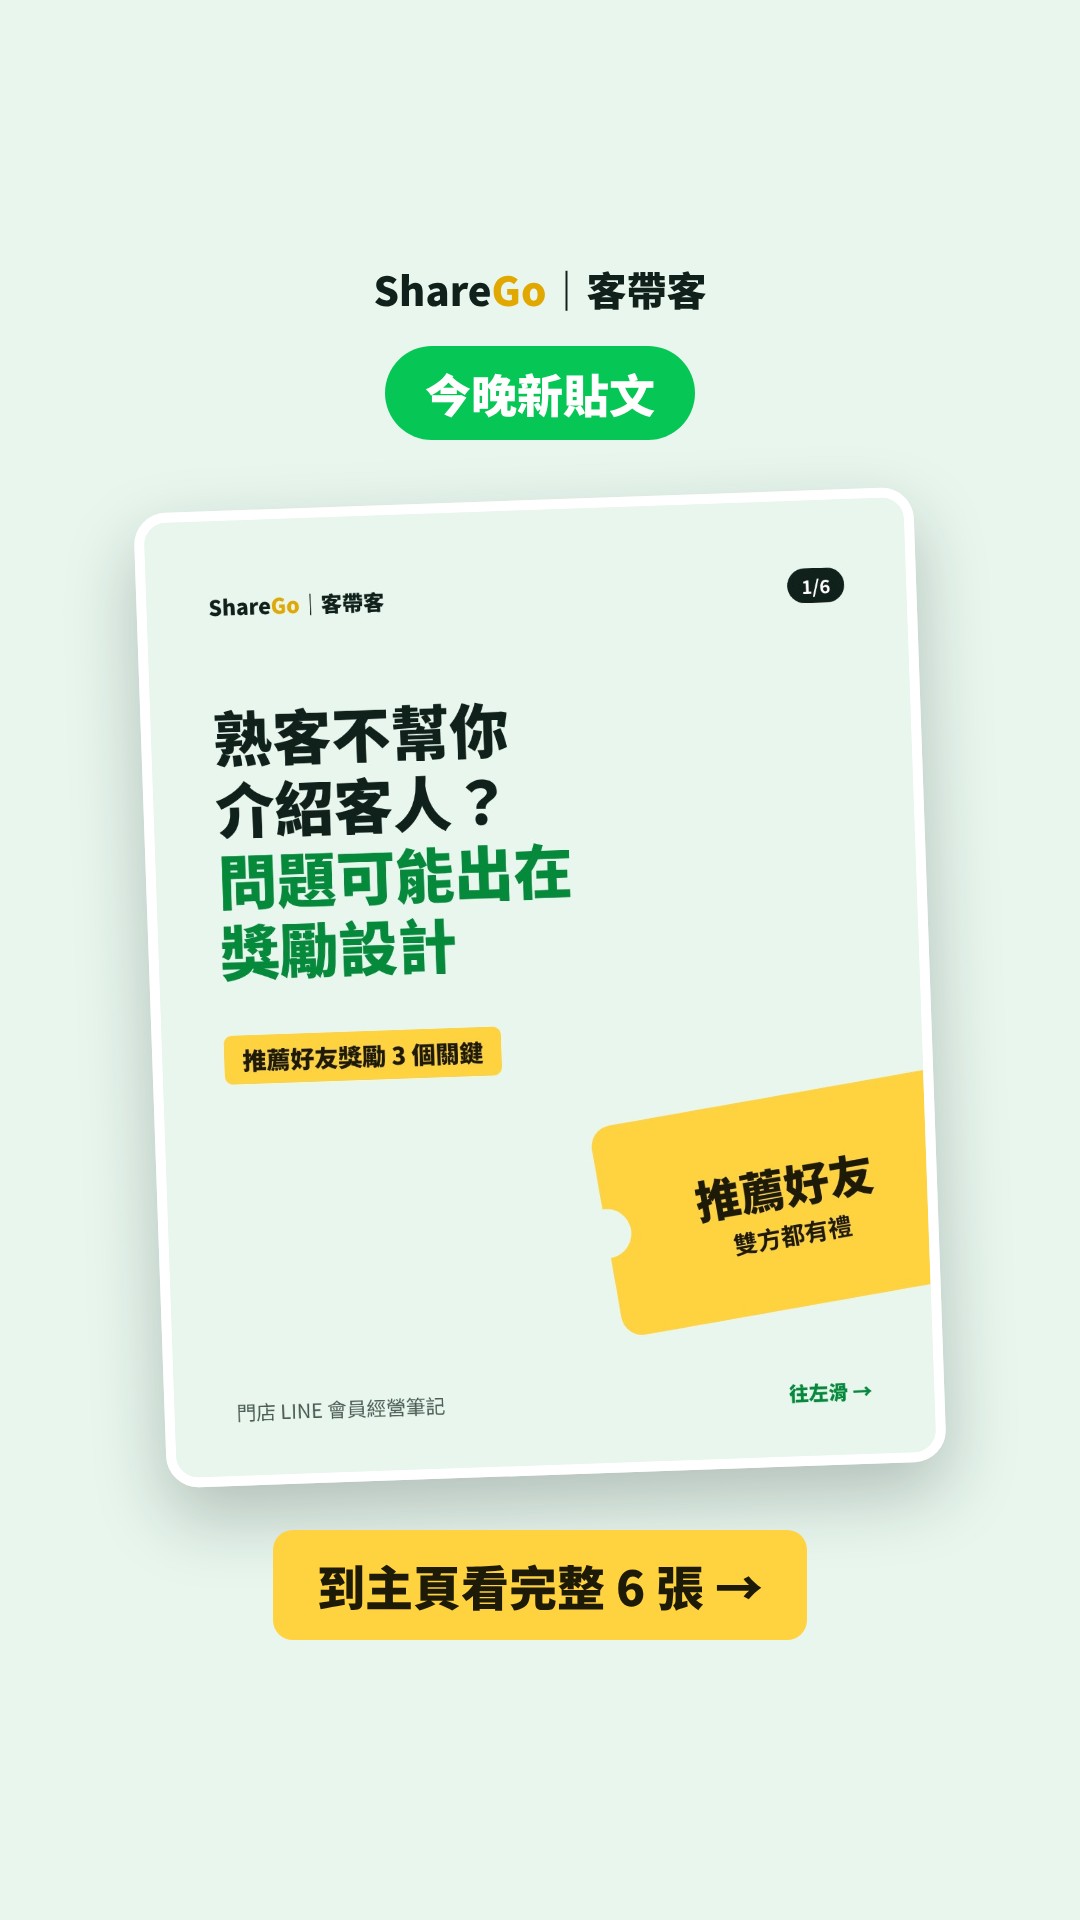 ShareGo｜客帶客
今晚新貼文
ShareGo｜客帶客
1/6
熟客不幫你
介紹客人？
問題可能出在
獎勵設計
推薦好友獎勵 3 個關鍵
推薦好友
雙方都有禮
門店 LINE 會員經營筆記
往左滑 →
到主頁看完整 6 張 →